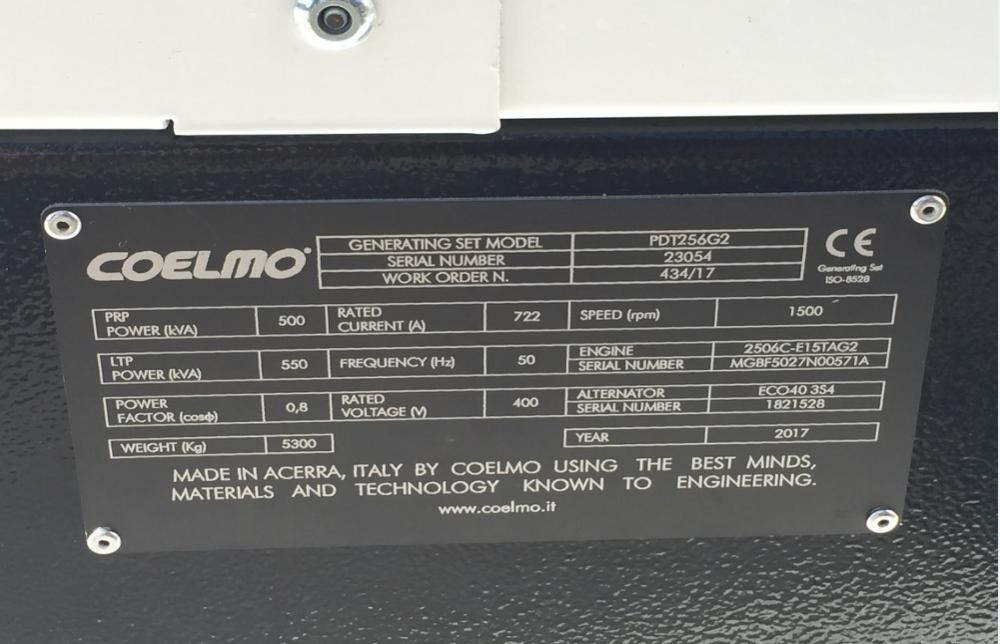 COELMO
GENERATING SET MODEL PDT256G2
SERIAL NUMBER 23054
WORK ORDER N. 434/17
CE
Generating Set
ISO-8528
PRP
POWER (kVA) 500
RATED
CURRENT (A) 722
SPEED (rpm) 1500
LTP
POWER (kVA) 550
FREQUENCY (Hz) 50
ENGINE 2506C-E15TAG2
SERIAL NUMBER MGBF5027N00571A
POWER
FACTOR (cosϕ) 0,8
RATED
VOLTAGE (V) 400
ALTERNATOR ECO40 3S4
SERIAL NUMBER 1821528
WEIGHT (Kg) 5300
YEAR 2017
MADE IN ACERRA, ITALY BY COELMO USING THE BEST MINDS,
MATERIALS AND TECHNOLOGY KNOWN TO ENGINEERING.
www.coelmo.it